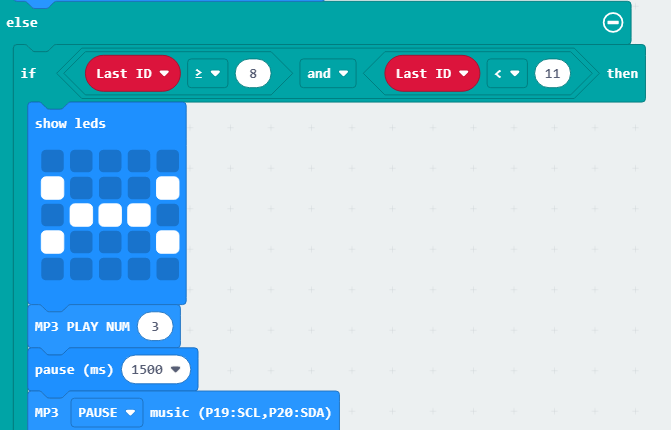 else
if Last ID ≥ 8 and Last ID < 11 then
show leds
MP3 PLAY NUM 3
pause (ms) 1500
MP3 PAUSE music (P19:SCL,P20:SDA)